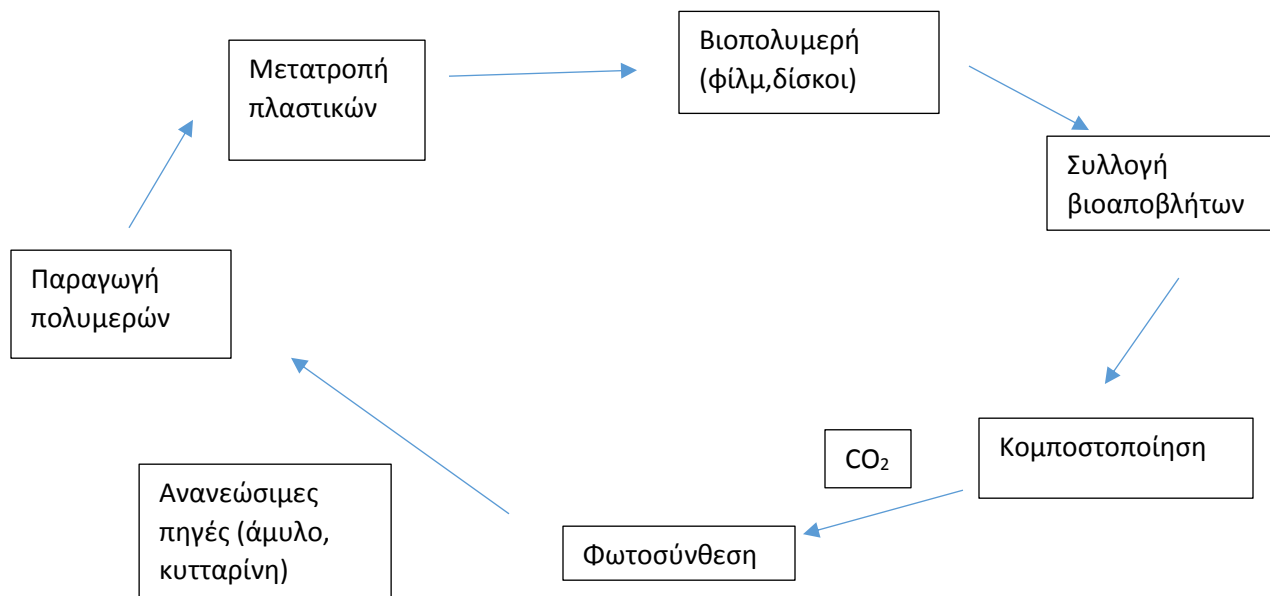 Μετατροπή
πλαστικών
Βιοπολυμερή
(φίλμ,δίσκοι)
Συλλογή
βιοαποβλήτων
Παραγωγή
πολυμερών
Κομποστοποίηση
CO₂
Ανανεώσιμες
πηγές (άμυλο,
κυτταρίνη)
Φωτοσύνθεση